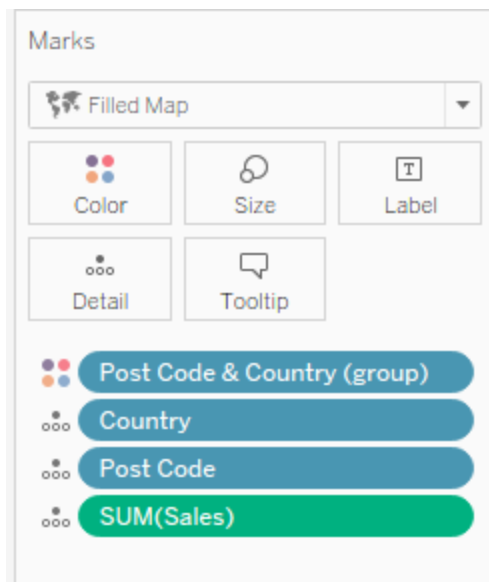 Marks
Filled Map
Color Size T Label
Detail Tooltip
Post Code & Country (group)
Country
Post Code
SUM(Sales)